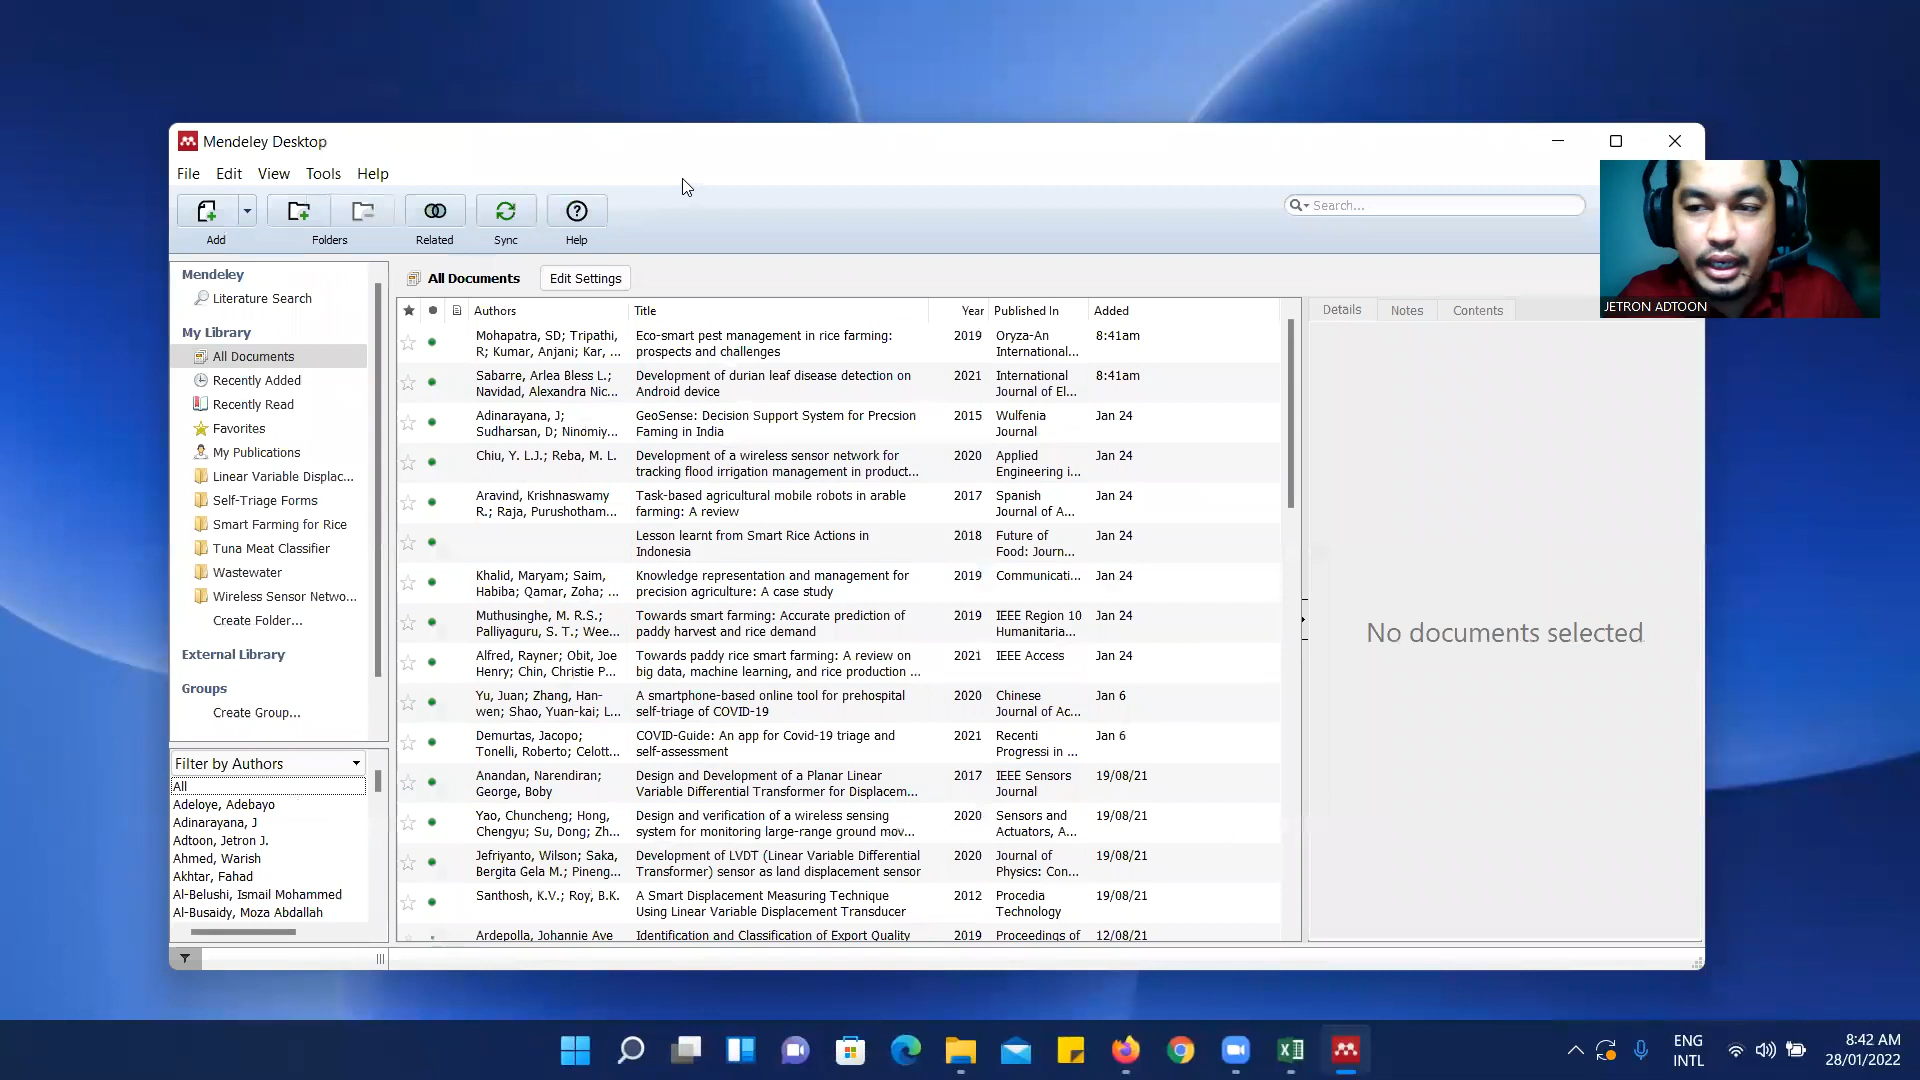 Mendeley Desktop
File Edit View Tools Help
Add Folders Related Sync Help
Search...
JETRON ADTOON
Mendeley
Literature Search
My Library
All Documents
Recently Added
Recently Read
Favorites
My Publications
Linear Variable Displac...
Self-Triage Forms
Smart Farming for Rice
Tuna Meat Classifier
Wastewater
Wireless Sensor Netwo...
Create Folder...
External Library
Groups
Create Group...
Filter by Authors
All
Adeloye, Adebayo
Adinarayana, J
Adtoon, Jetron J.
Ahmed, Warish
Akhtar, Fahad
Al-Belushi, Ismail Mohammed
Al-Busaidy, Moza Abdallah
All Documents Edit Settings
Authors Title Year Published In Added
Mohapatra, SD; Tripathi, Eco-smart pest management in rice farming: 2019 Oryza-An 8:41am
R; Kumar, Anjani; Kar, ... prospects and challenges International...
Sabarre, Arlea Bless L.; Development of durian leaf disease detection on 2021 International 8:41am
Navidad, Alexandra Nic... Android device Journal of El...
Adinarayana, J; GeoSense: Decision Support System for Precsion 2015 Wulfenia Jan 24
Sudharsan, D; Ninomiy... Faming in India Journal
Chiu, Y. L.J.; Reba, M. L. Development of a wireless sensor network for 2020 Applied Jan 24
tracking flood irrigation management in product... Engineering i...
Aravind, Krishnaswamy Task-based agricultural mobile robots in arable 2017 Spanish Jan 24
R.; Raja, Purushotham... farming: A review Journal of A...
Lesson learnt from Smart Rice Actions in 2018 Future of Jan 24
Indonesia Food: Journ...
Khalid, Maryam; Saim, Knowledge representation and management for 2019 Communicati... Jan 24
Habiba; Qamar, Zoha; ... precision agriculture: A case study
Muthusinghe, M. R.S.; Towards smart farming: Accurate prediction of 2019 IEEE Region 10 Jan 24
Palliyaguru, S. T.; Wee... paddy harvest and rice demand Humanitaria...
Alfred, Rayner; Obit, Joe Towards paddy rice smart farming: A review on 2021 IEEE Access Jan 24
Henry; Chin, Christie P... big data, machine learning, and rice production ...
Yu, Juan; Zhang, Han- A smartphone-based online tool for prehospital 2020 Chinese Jan 6
wen; Shao, Yuan-kai; L... self-triage of COVID-19 Journal of Ac...
Demurtas, Jacopo; COVID-Guide: An app for Covid-19 triage and 2021 Recenti Jan 6
Tonelli, Roberto; Celott... self-assessment Progressi in ...
Anandan, Narendiran; Design and Development of a Planar Linear 2017 IEEE Sensors 19/08/21
George, Boby Variable Differential Transformer for Displacem... Journal
Yao, Chuncheng; Hong, Design and verification of a wireless sensing 2020 Sensors and 19/08/21
Chengyu; Su, Dong; Zh... system for monitoring large-range ground mov... Actuators, A...
Jefriyanto, Wilson; Saka, Development of LVDT (Linear Variable Differential 2020 Journal of 19/08/21
Bergita Gela M.; Pineng... Transformer) sensor as land displacement sensor Physics: Con...
Santhosh, K.V.; Roy, B.K. A Smart Displacement Measuring Technique 2012 Procedia 19/08/21
Using Linear Variable Displacement Transducer Technology
Ardepolla, Johannie Ave Identification and Classification of Export Quality 2019 Proceedings of 12/08/21
Details Notes Contents
No documents selected
ENG
INTL
8:42 AM
28/01/2022